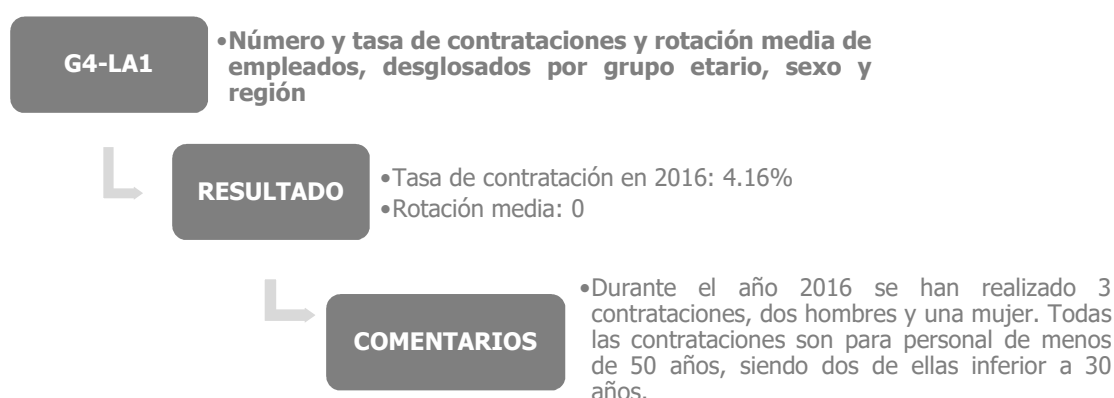 G4-LA1
•Número y tasa de contrataciones y rotación media de
empleados, desglosados por grupo etario, sexo y
región
RESULTADO
•Tasa de contratación en 2016: 4.16%
•Rotación media: 0
COMENTARIOS
•Durante el año 2016 se han realizado 3
contrataciones, dos hombres y una mujer. Todas
las contrataciones son para personal de menos
de 50 años, siendo dos de ellas inferior a 30
años.